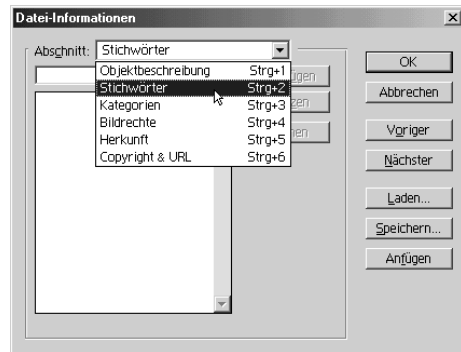 Datei-Informationen
Abschnitt: Stichwörter
Objektbeschreibung Strg+1
Stichwörter Strg+2
Kategorien Strg+3
Bildrechte Strg+4
Herkunft Strg+5
Copyright & URL Strg+6
OK
Abbrechen
Voriger
Nächster
Laden...
Speichern...
Anfügen